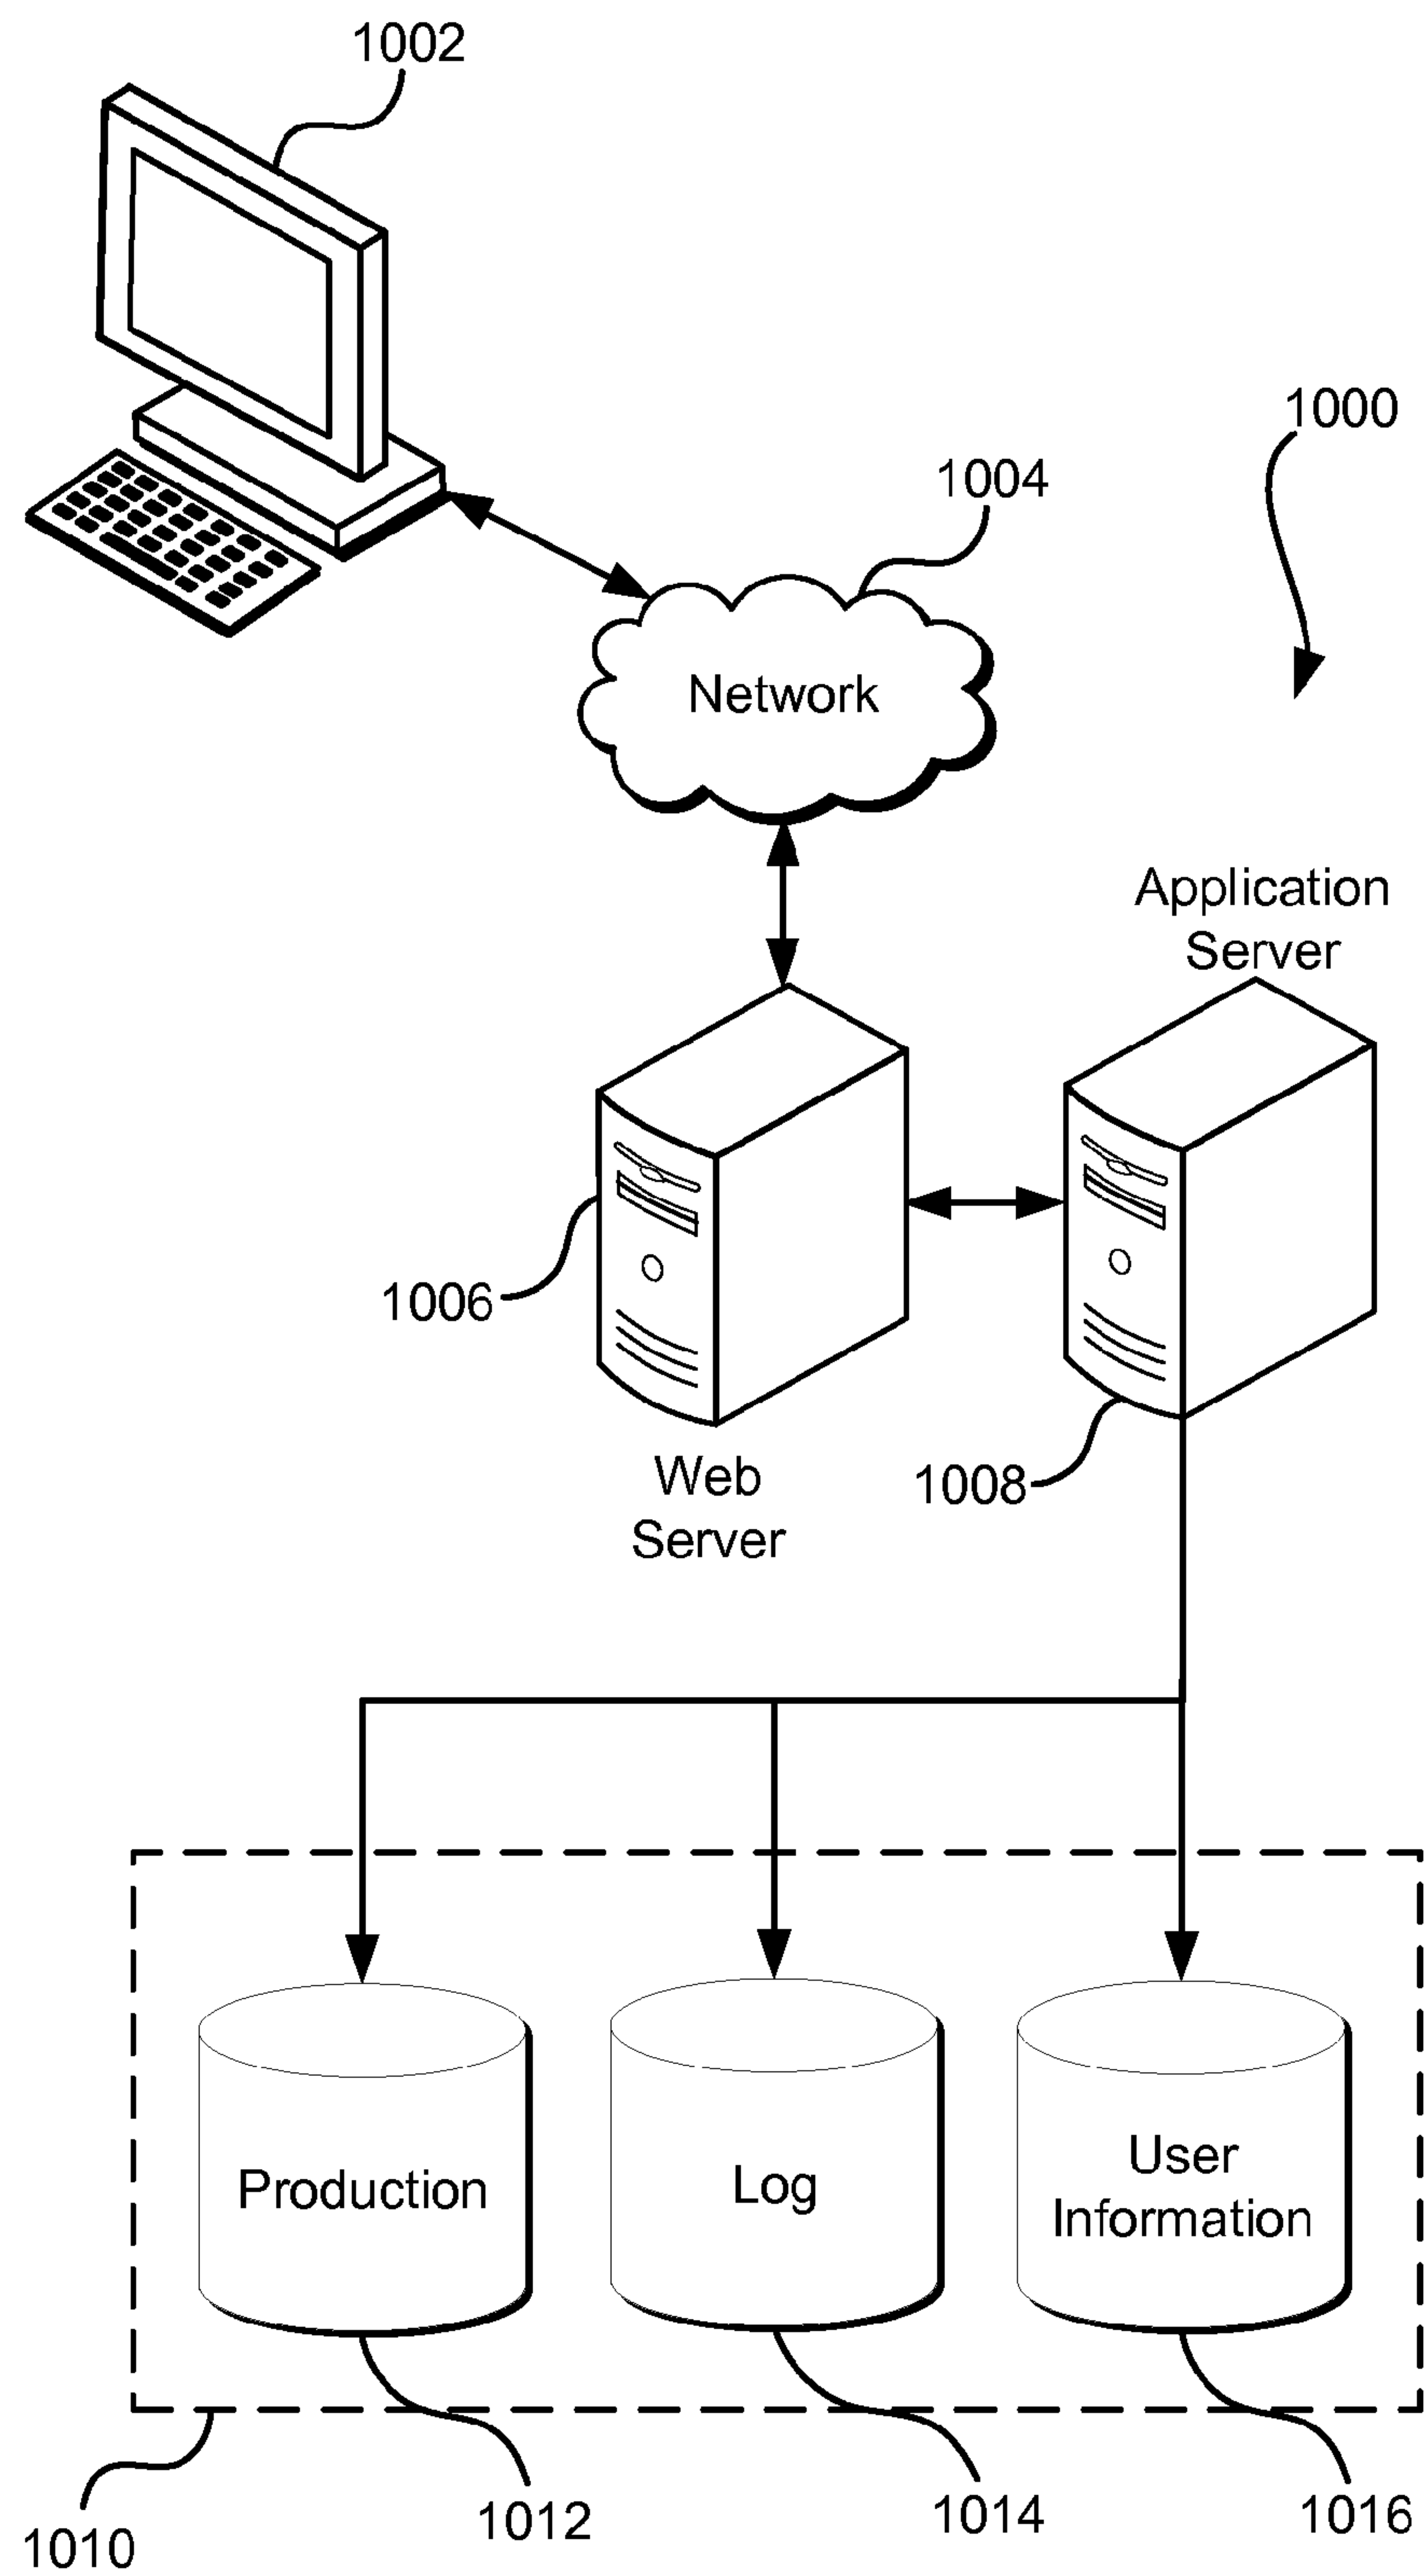 1002
1000
1004
Network
Application
Server
1006
Web
Server
1008
Production
Log
User
Information
1010
1012
1014
1016